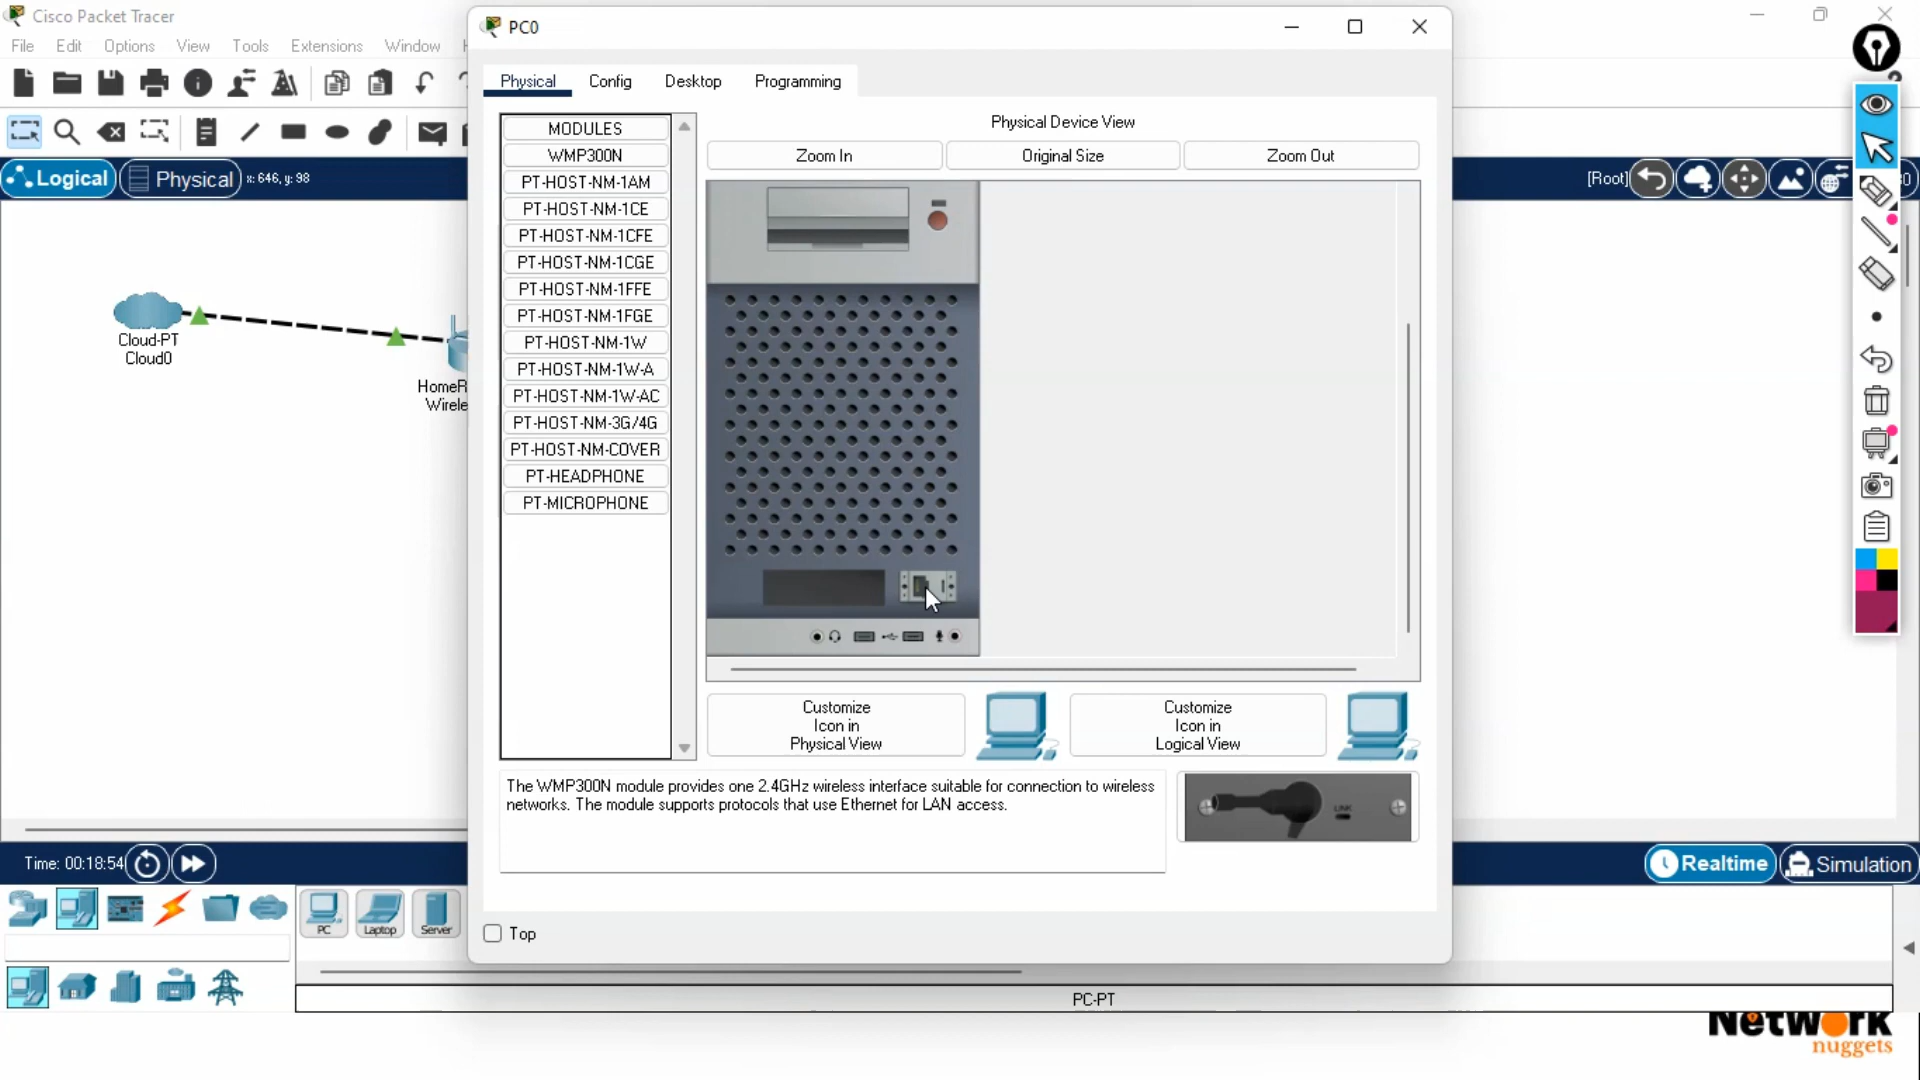 Cisco Packet Tracer
File Edit Options View Tools Extensions Window
Logical
Physical
x: 646, y: 98
[Root]
Cloud-PT
Cloud0
HomeR
Wirele
PC0
Physical Config Desktop Programming
MODULES
WMP300N
PT-HOST-NM-1AM
PT-HOST-NM-1CE
PT-HOST-NM-1CFE
PT-HOST-NM-1CGE
PT-HOST-NM-1FFE
PT-HOST-NM-1FGE
PT-HOST-NM-1W
PT-HOST-NM-1W-A
PT-HOST-NM-1W-AC
PT-HOST-NM-3G/4G
PT-HOST-NM-COVER
PT-HEADPHONE
PT-MICROPHONE
Physical Device View
Zoom In
Original Size
Zoom Out
Customize
Icon in
Physical View
Customize
Icon in
Logical View
The WMP300N module provides one 2.4GHz wireless interface suitable for connection to wireless
networks. The module supports protocols that use Ethernet for LAN access.
LINK
Top
Time: 00:18:54
Realtime
Simulation
PC
Laptop
Server
PC-PT
Network
nuggets